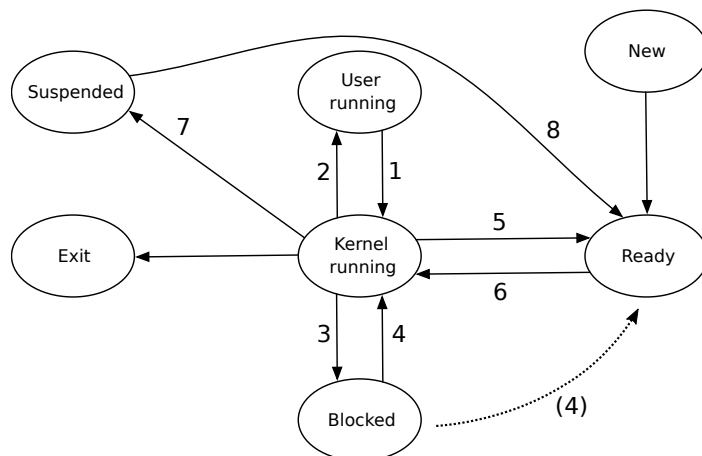 New
User
running
Suspended
8
7
2
1
5
Kernel
running
Exit
Ready
6
3
4
(4)
Blocked